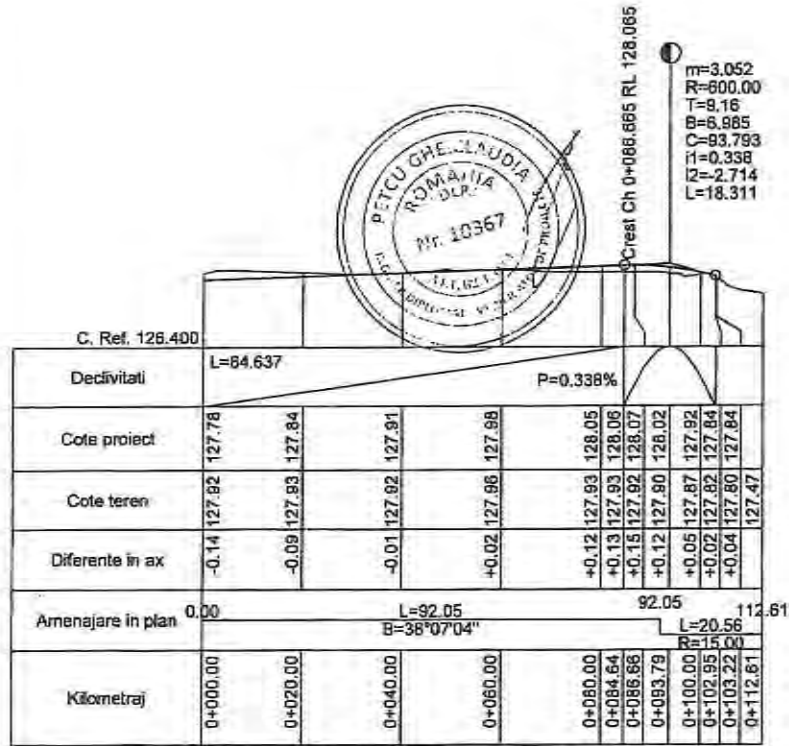 Crest Ch 0+086.665 RL 128.065
m=3.052
R=600.00
T=9.16
B=6.985
C=93.793
i1=0.338
i2=-2.714
L=18.311
PETCU GHE. CLAUDIA
ROMANIA
Nr. 10367
C. Ref. 126.400
Declivitati
L=84.637
P=0.338%
Cote proiect
127.78 127.84 127.91 127.98 128.05 128.06 128.07 128.02 127.92 127.84 127.84
Cote teren
127.92 127.93 127.92 127.96 127.93 127.93 127.92 127.90 127.87 127.82 127.80 127.47
Diferente in ax
-0.14 -0.09 -0.01 +0.02 +0.12 +0.13 +0.15 +0.12 +0.05 +0.02 +0.04
Amenajare in plan
0.00 L=92.05 92.05 112.61
B=38°07'04" L=20.56
R=15.00
Kilometraj
0+000.00 0+020.00 0+040.00 0+060.00 0+080.00 0+084.64 0+086.66 0+093.79 0+100.00 0+102.95 0+103.22 0+112.61